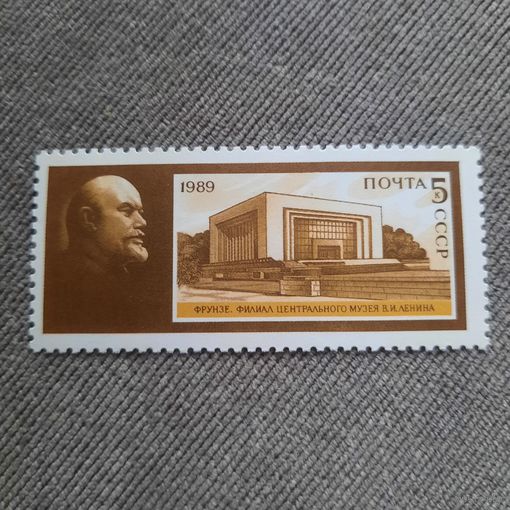 1989
ПОЧТА 5 К
СССР
ФРУНЗЕ. ФИЛИАЛ ЦЕНТРАЛЬНОГО МУЗЕЯ В.И.ЛЕНИНА